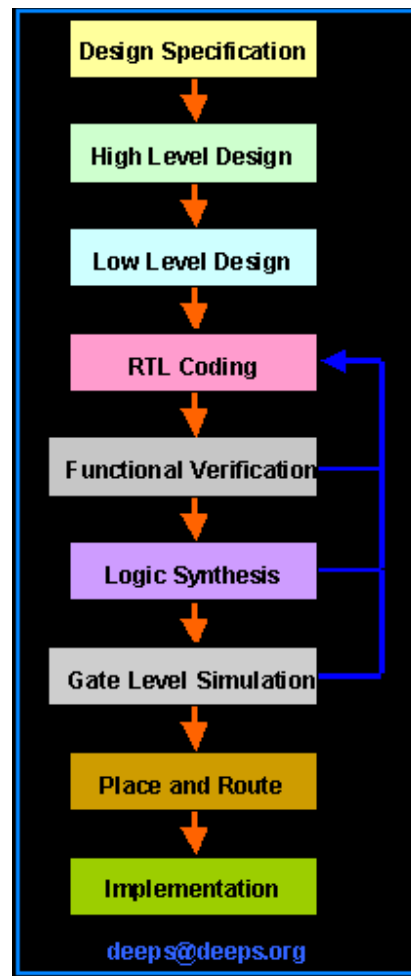 Design Specification
High Level Design
Low Level Design
RTL Coding
Functional Verification
Logic Synthesis
Gate Level Simulation
Place and Route
Implementation
deeps@deeps.org